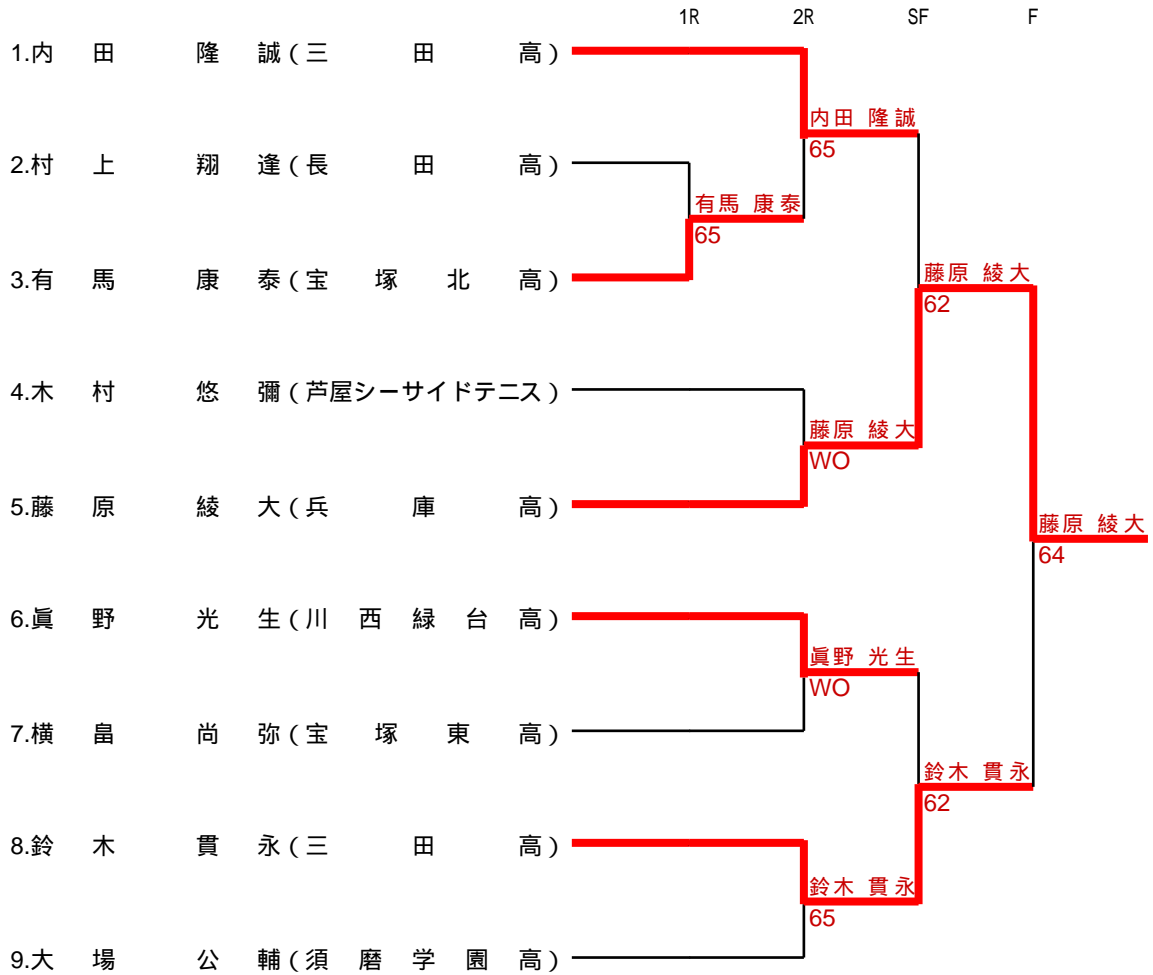 1R 2R SF F
1.内田 隆誠(三田高)
内田 隆誠
65
2.村上 翔逢(長田高)
有馬 康泰
65
3.有馬 康泰(宝塚北高)
藤原 綾大
62
4.木村 悠彌(芦屋シーサイドテニス)
藤原 綾大
WO
5.藤原 綾大(兵庫高)
藤原 綾大
64
6.眞野 光生(川西緑台高)
眞野 光生
WO
7.横畠 尚弥(宝塚東高)
鈴木 貫永
62
8.鈴木 貫永(三田高)
鈴木 貫永
65
9.大場 公輔(須磨学園高)